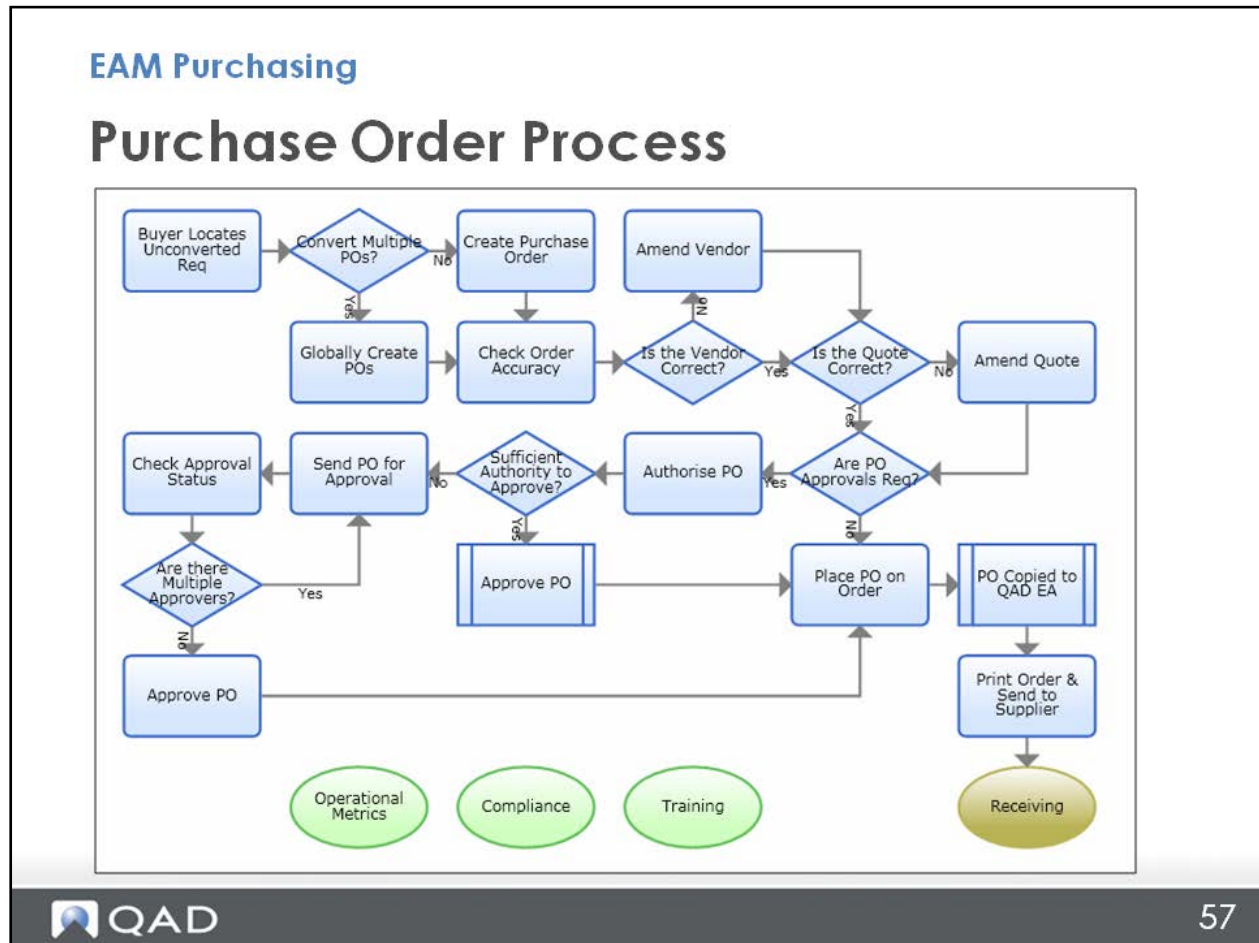 EAM Purchasing
Purchase Order Process
Buyer Locates
Unconverted
Req
Convert Multiple
POs?
No
Create Purchase
Order
Amend Vendor
Yes
No
Globally Create
POs
Check Order
Accuracy
Is the Vendor
Correct?
Yes
Is the Quote
Correct?
No
Amend Quote
Yes
Check Approval
Status
Send PO for
Approval
No
Sufficient
Authority to
Approve?
Authorise PO
Yes
Are PO
Approvals Req?
Yes
No
Are there
Multiple
Approvers?
Yes
Approve PO
Place PO on
Order
PO Copied to
QAD EA
No
Approve PO
Print Order &
Send to
Supplier
Operational
Metrics
Compliance
Training
Receiving
QAD
57